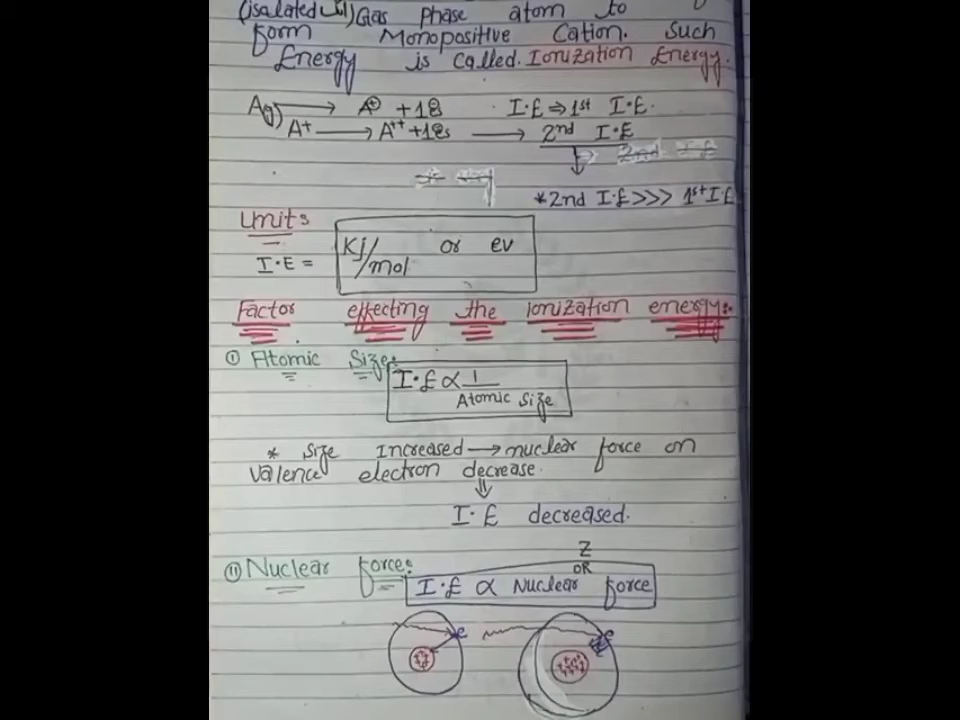 (isolated) Gas phase atom to
form Monopositive Cation. Such
Energy is called. Ionization Energy.
A(g) → A⊕ + 1e I·E ⇒ 1st I·E.
A+ → A++ + 1es → 2nd I·E
*2nd I·E >>> 1st I·E
Units
I·E = KJ/mol or ev
Factor effecting the ionization energy:-
① Atomic Size:
I·E ∝ 1/Atomic size
* Size Increased → nuclear force on
valence electron decrease.
⇓
I·E decreased.
Z
OR
⑪ Nuclear force:
I·E ∝ Nuclear force
e e